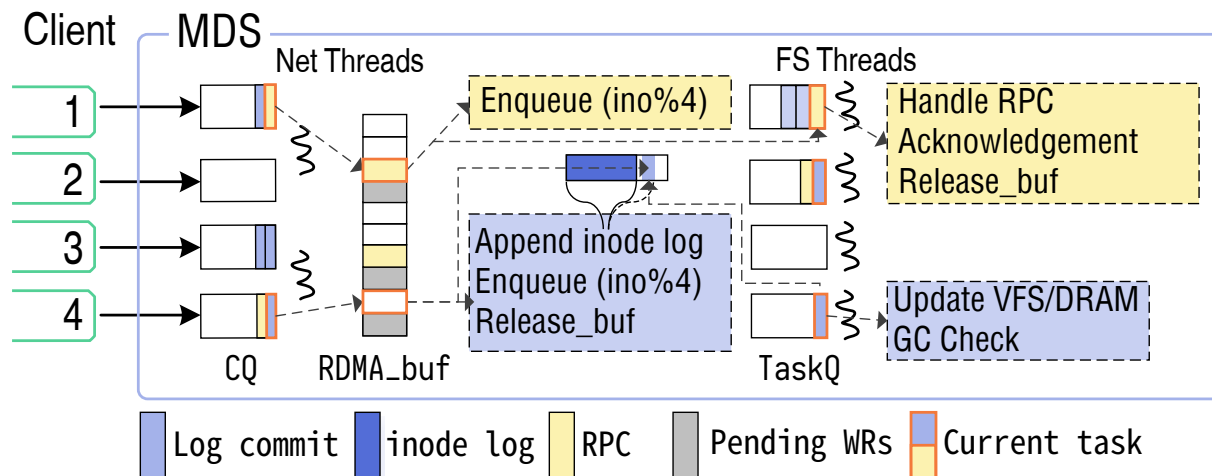 Client
MDS
Net Threads
FS Threads
1
2
3
4
Enqueue (ino%4)
Handle RPC
Acknowledgement
Release_buf
Append inode log
Enqueue (ino%4)
Release_buf
Update VFS/DRAM
GC Check
CQ
RDMA_buf
TaskQ
Log commit
inode log
RPC
Pending WRs
Current task